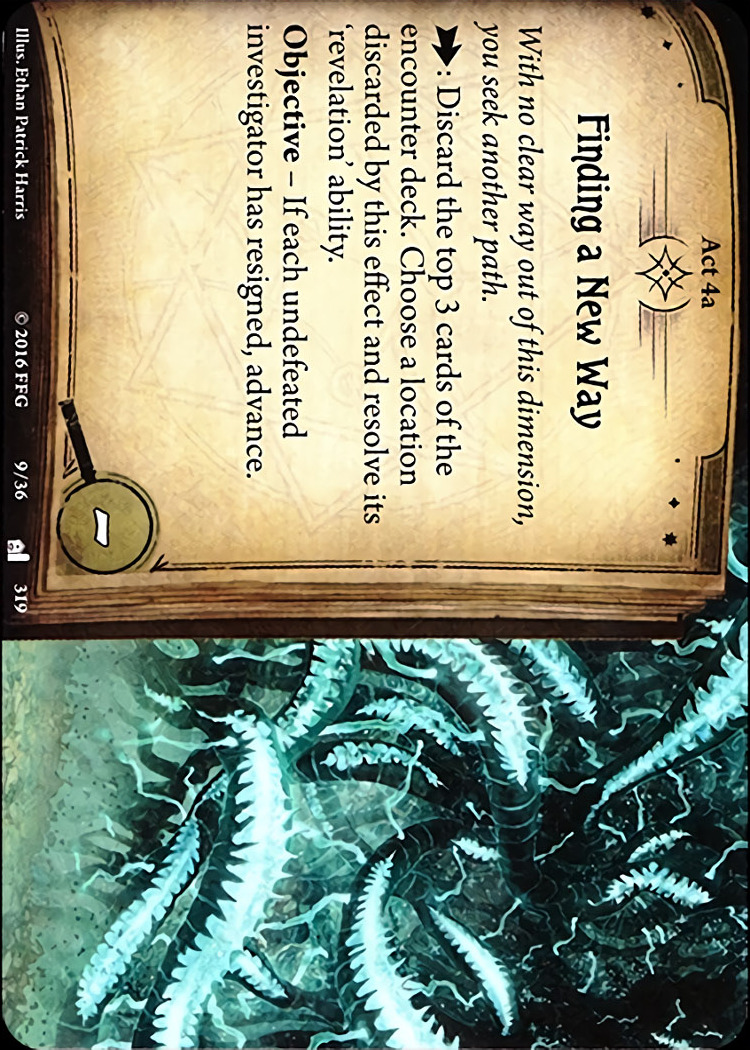 Act 4a
Finding a New Way
With no clear way out of this dimension,
you seek another path.
: Discard the top 3 cards of the
encounter deck. Choose a location
discarded by this effect and resolve its
‘revelation’ ability.
Objective – If each undefeated
investigator has resigned, advance.
–
Illus. Ethan Patrick Harris © 2016 FFG 9/36 319